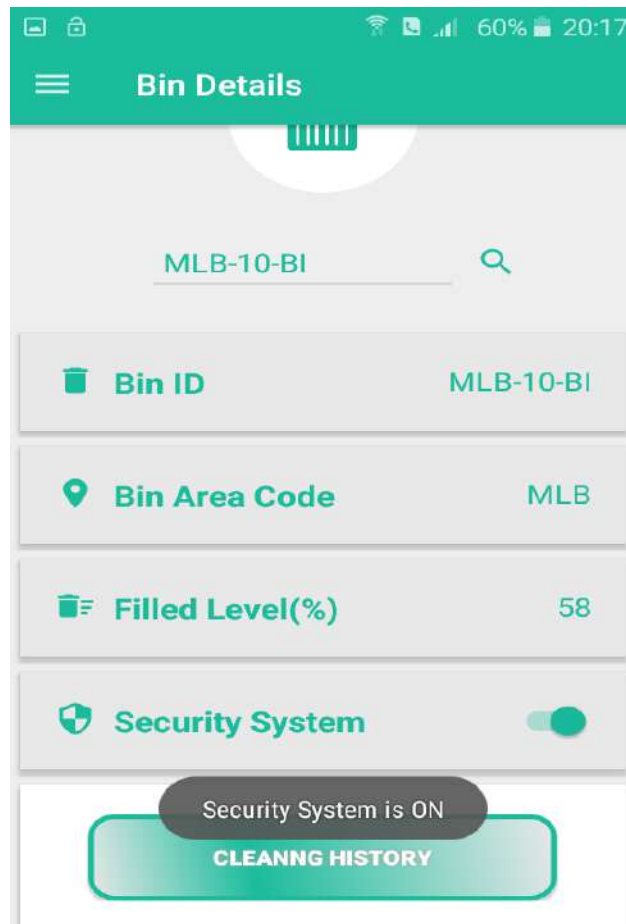 60% 20:17
Bin Details
MLB-10-BI
Bin ID MLB-10-BI
Bin Area Code MLB
Filled Level(%) 58
Security System
Security System is ON
CLEANNG HISTORY